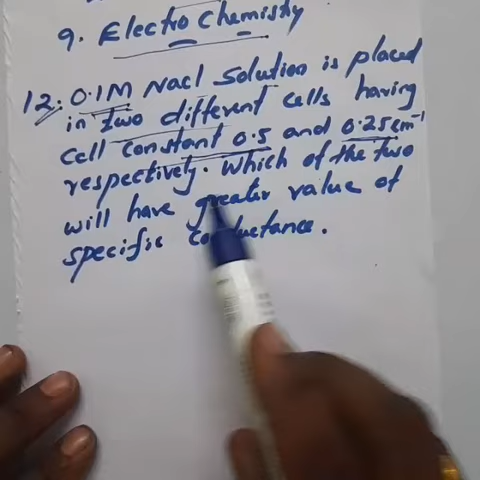 9. Electro Chemistry
12: 0.1M Nacl Solution is placed
in two different cells having
cell constant 0.5 and 0.25cm⁻¹
respectively. Which of the two
will have greater value of
specific conductance.